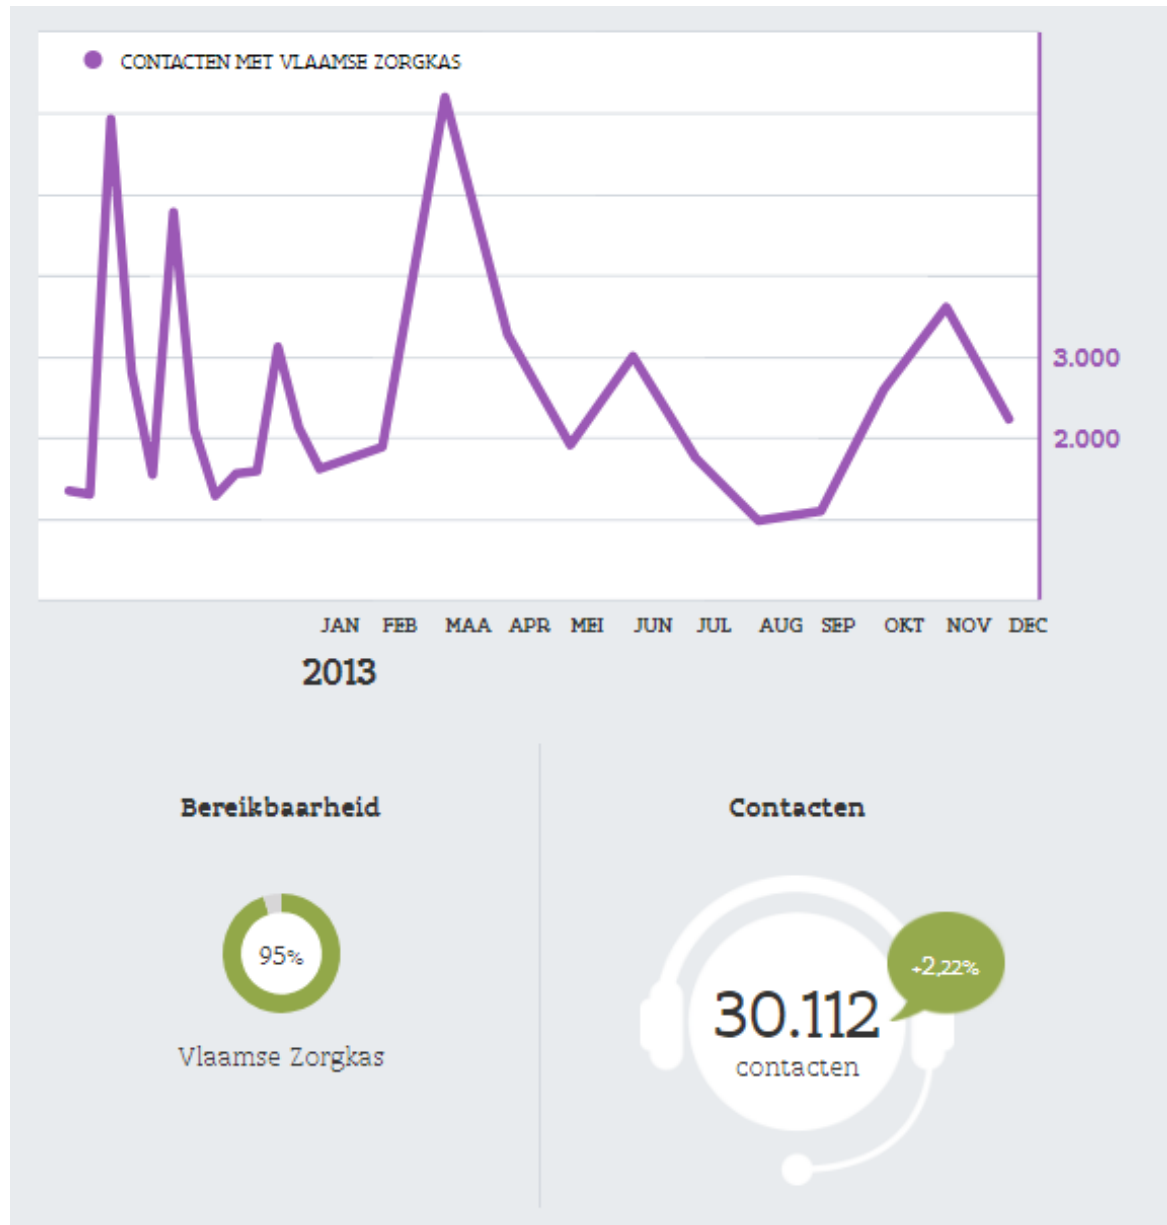 CONTACTEN MET VLAAMSE ZORGKAS
3.000
2.000
JAN FEB MAA APR MEI JUN JUL AUG SEP OKT NOV DEC
2013
Bereikbaarheid
95%
Vlaamse Zorgkas
Contacten
+2,22%
30.112
contacten